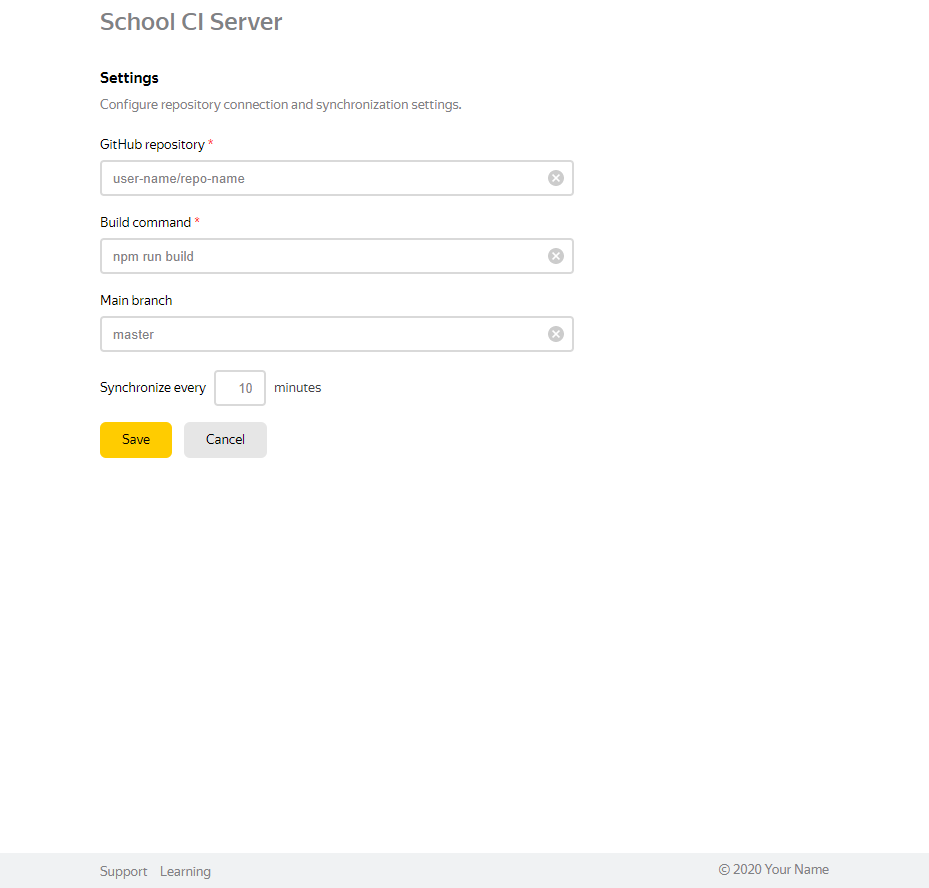 School CI Server
Settings
Configure repository connection and synchronization settings.
GitHub repository *
user-name/repo-name
Build command *
npm run build
Main branch
master
Synchronize every 10 minutes
Save Cancel
Support Learning © 2020 Your Name